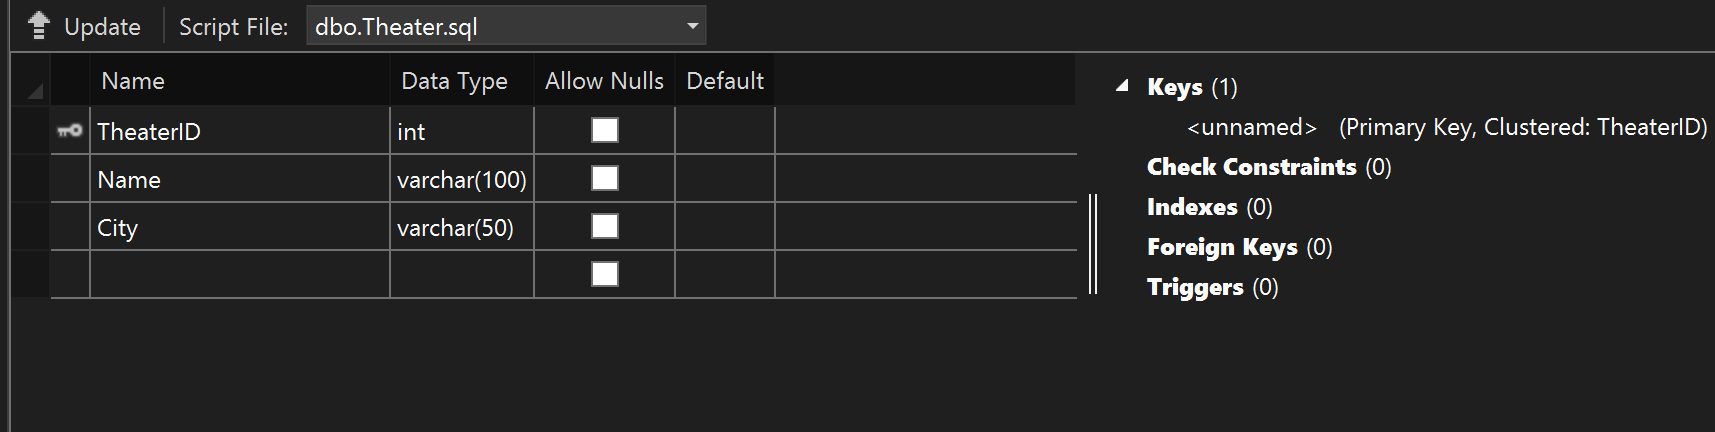 Update Script File: dbo.Theater.sql
Name Data Type Allow Nulls Default
TheaterID int
Name varchar(100)
City varchar(50)
Keys (1)
<unnamed> (Primary Key, Clustered: TheaterID)
Check Constraints (0)
Indexes (0)
Foreign Keys (0)
Triggers (0)